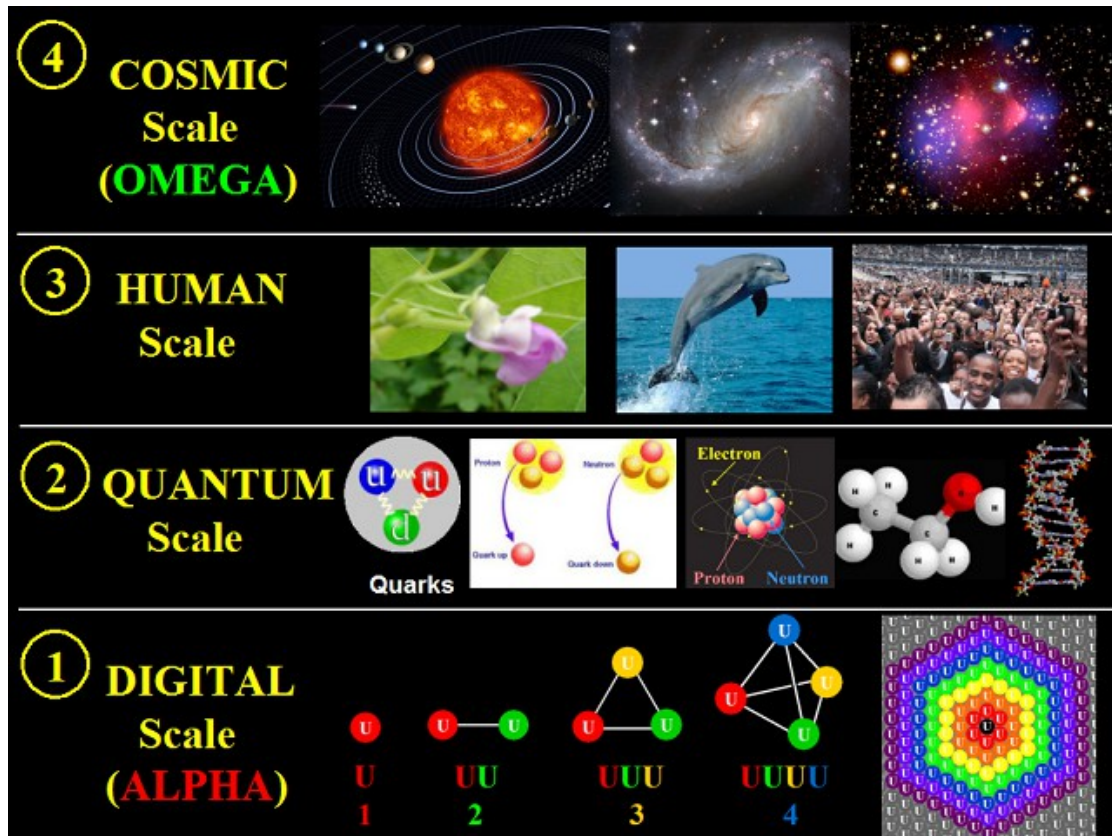 4
COSMIC
Scale
(OMEGA)
3
HUMAN
Scale
2
QUANTUM
Scale
u u
d
Quarks
Proton
Quark up
Neutron
Quark down
Electron
Proton Neutron
H H
C
H
C
H H
H
1
DIGITAL
Scale
(ALPHA)
U
U
1
U U
UU
2
U
U U
UUU
3
U
U
U
U
UUUU
4
U